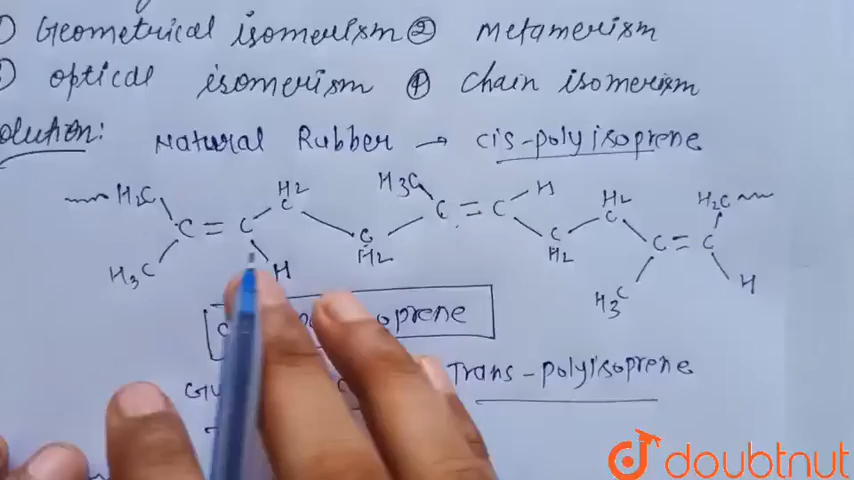 Geometrical isomerism ② metamerism
optical isomerism ④ chain isomerism
Solution: Natural Rubber → cis-polyisoprene
H2C H2 C H3C H H2 C H2C
C = C C = C C = C
H3C H C H2 C H2 H3C H
oprene
Trans-polyisoprene
doubtnut